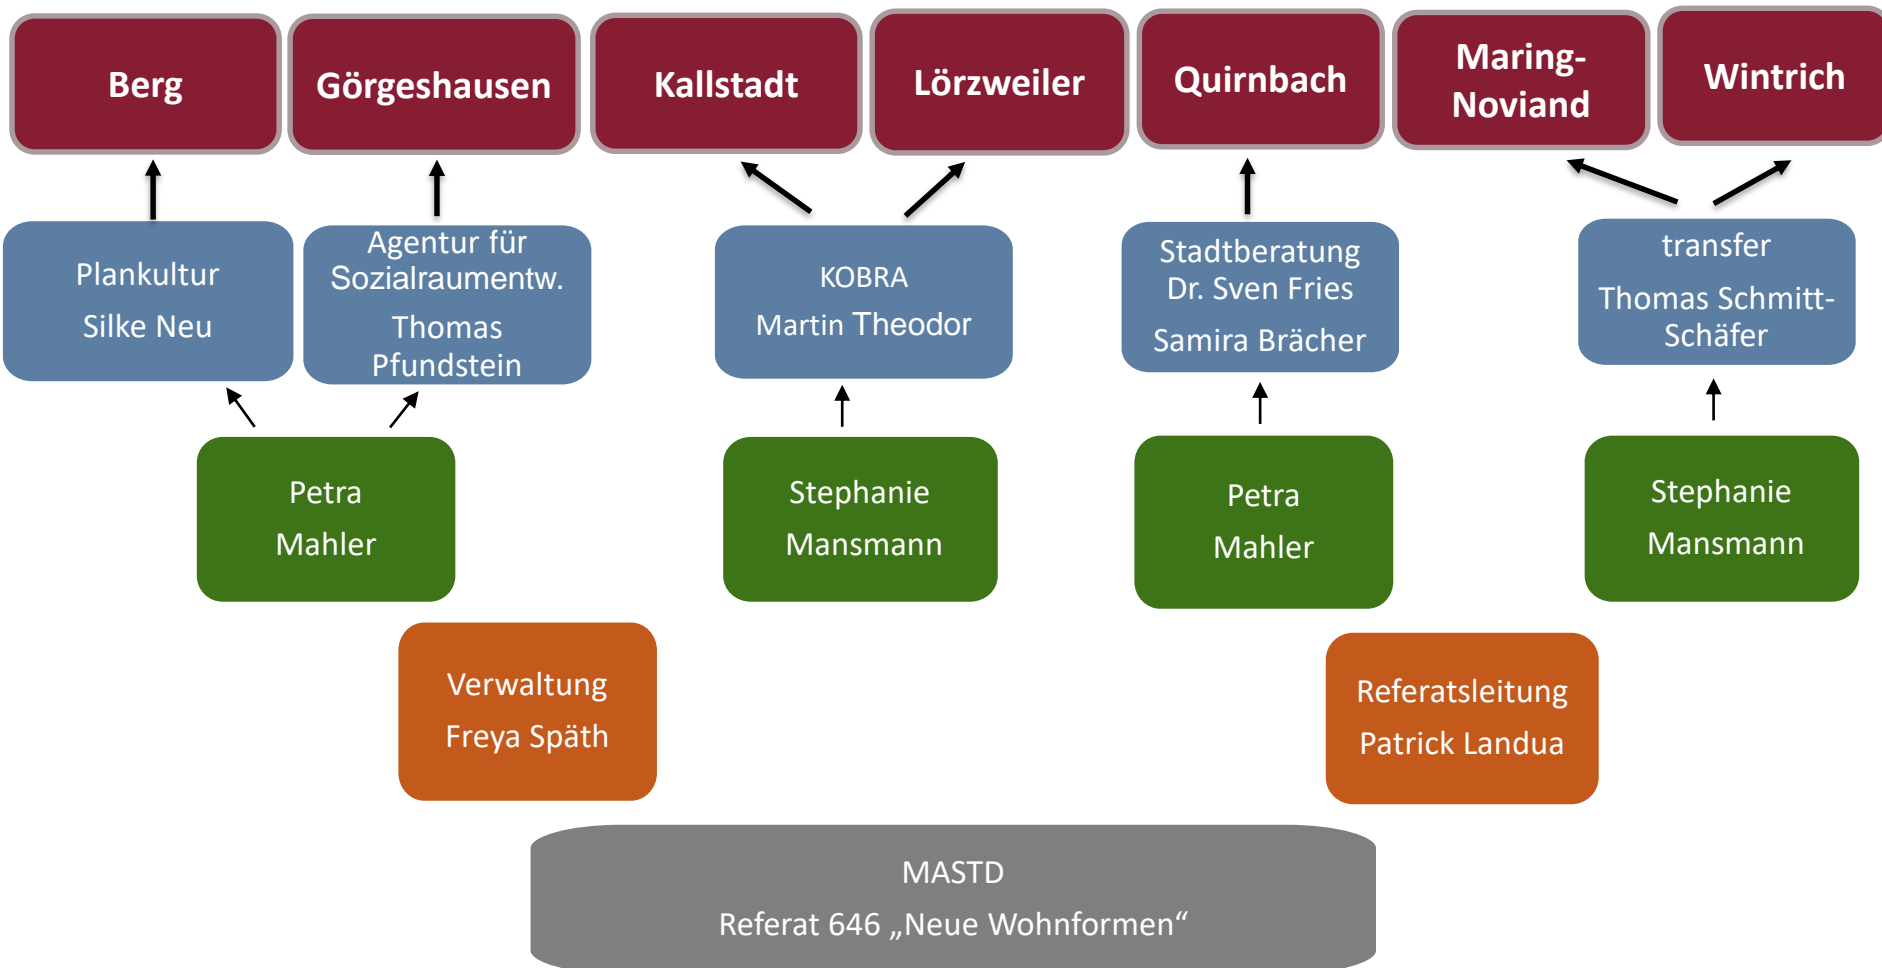 Berg
Görgeshausen
Kallstadt
Lörzweiler
Quirnbach
Maring-
Noviand
Wintrich
Plankultur
Silke Neu
Agentur für
Sozialraumentw.
Thomas
Pfundstein
KOBRA
Martin Theodor
Stadtberatung
Dr. Sven Fries
Samira Brächer
transfer
Thomas Schmitt-
Schäfer
Petra
Mahler
Stephanie
Mansmann
Petra
Mahler
Stephanie
Mansmann
Verwaltung
Freya Späth
Referatsleitung
Patrick Landua
MASTD
Referat 646 „Neue Wohnformen“